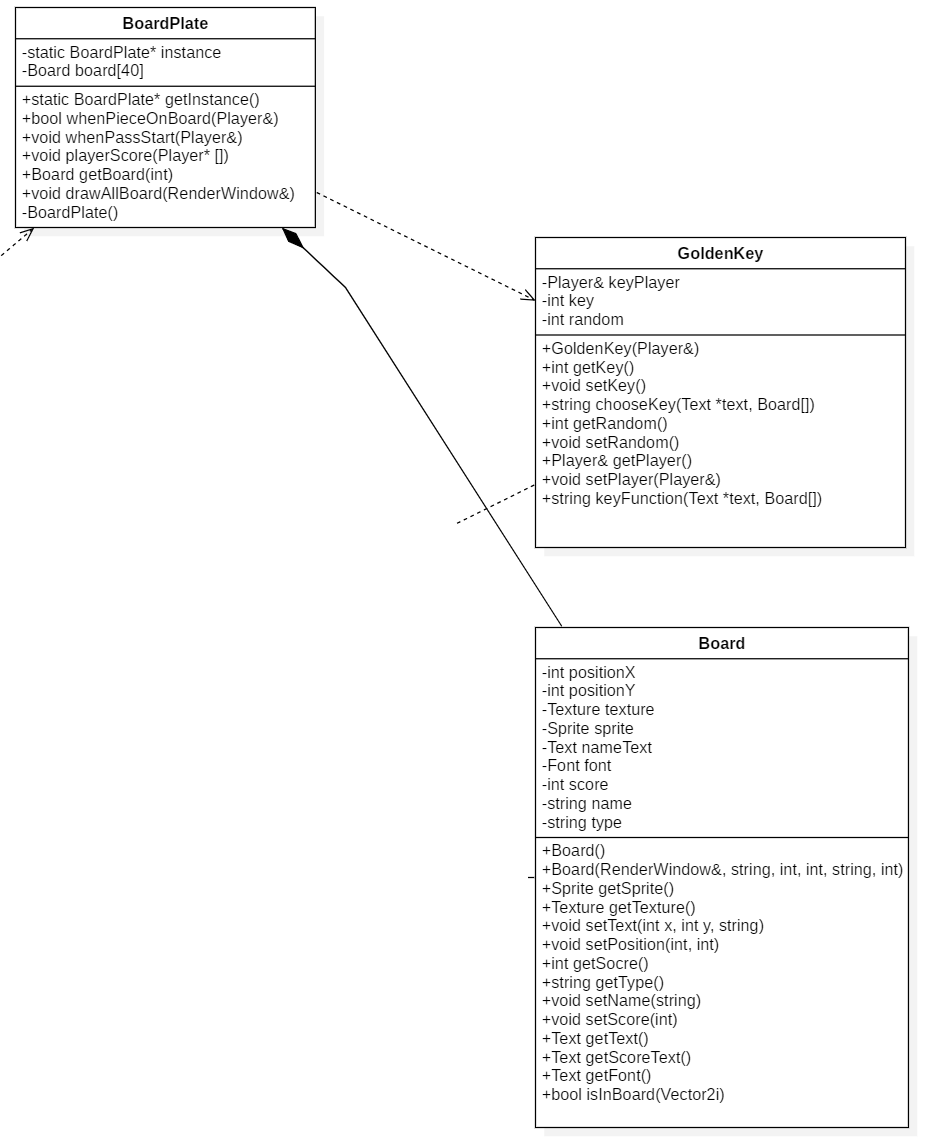 BoardPlate
-static BoardPlate* instance
-Board board[40]
+static BoardPlate* getInstance()
+bool whenPieceOnBoard(Player&)
+void whenPassStart(Player&)
+void playerScore(Player* [])
+Board getBoard(int)
+void drawAllBoard(RenderWindow&)
-BoardPlate()
GoldenKey
-Player& keyPlayer
-int key
-int random
+GoldenKey(Player&)
+int getKey()
+void setKey()
+string chooseKey(Text *text, Board[])
+int getRandom()
+void setRandom()
+Player& getPlayer()
+void setPlayer(Player&)
+string keyFunction(Text *text, Board[])
Board
-int positionX
-int positionY
-Texture texture
-Sprite sprite
-Text nameText
-Font font
-int score
-string name
-string type
+Board()
+Board(RenderWindow&, string, int, int, string, int)
+Sprite getSprite()
+Texture getTexture()
+void setText(int x, int y, string)
+void setPosition(int, int)
+int getSocre()
+string getType()
+void setName(string)
+void setScore(int)
+Text getText()
+Text getScoreText()
+Text getFont()
+bool isInBoard(Vector2i)